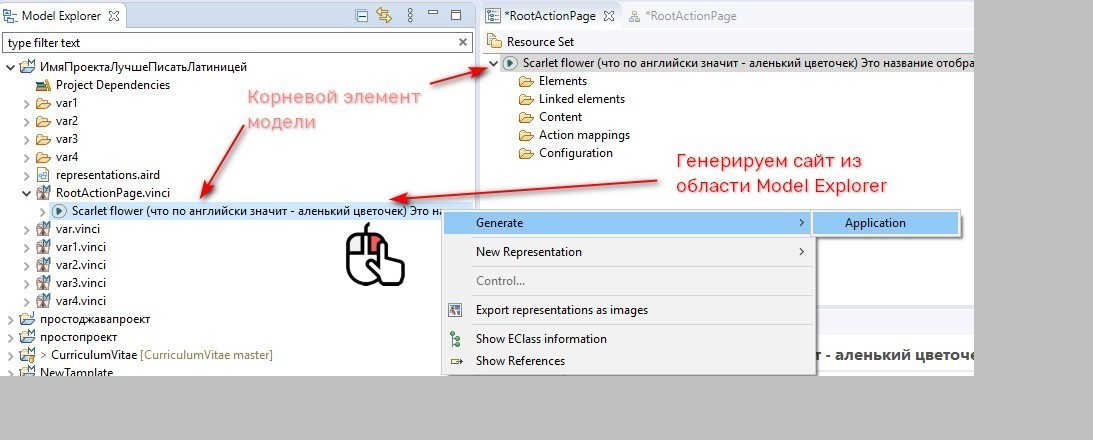 Model Explorer
type filter text
ИмяПроектаЛучшеПисатьЛатиницей
Project Dependencies
var1
var2
var3
var4
representations.aird
RootActionPage.vinci
Scarlet flower (что по английски значит - аленький цветочек) Это на
var.vinci
var1.vinci
var2.vinci
var3.vinci
var4.vinci
простоджавапроект
простопроект
> CurriculumVitae [CurriculumVitae master]
NewTamplate
Корневой элемент
модели
*RootActionPage
*RootActionPage
Resource Set
Scarlet flower (что по английски значит - аленький цветочек) Это название отобра
Elements
Linked elements
Content
Action mappings
Configuration
Генерируем сайт из
области Model Explorer
Generate
Application
New Representation
Control...
Export representations as images
Show EClass information
Show References
т - аленький цветоче